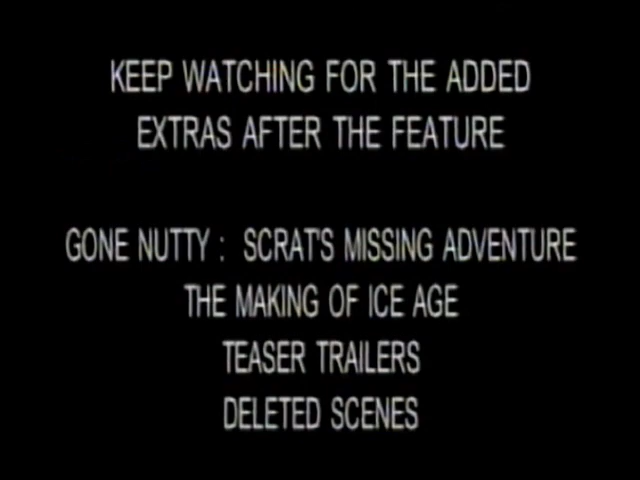 KEEP WATCHING FOR THE ADDED
EXTRAS AFTER THE FEATURE
GONE NUTTY : SCRAT'S MISSING ADVENTURE
THE MAKING OF ICE AGE
TEASER TRAILERS
DELETED SCENES